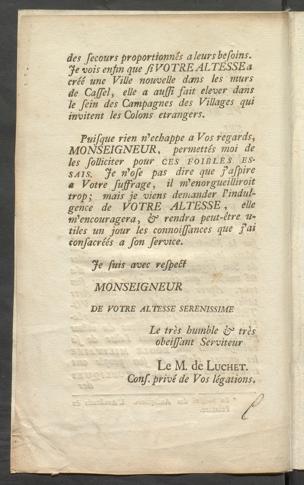 des ſecours proportionnés a leurs beſoins.
Je vois enfin que ſi VOTRE ALTESSE a
créé une Ville nouvelle dans les murs
de Caſſel, elle a auſſi fait elever dans
le ſein des Campagnes des Villages qui
invitent les Colons etrangers.
Puiſque rien n'echappe a Vos regards,
MONSEIGNEUR, permettés moi de
les ſolliciter pour CES FOIBLES ES-
SAIS. Je n'oſe pas dire que j'aſpire
a Votre ſuffrage, il m'enorgueilliroit
trop; mais je viens demander l'indul-
gence de VOTRE ALTESSE, elle
m'encouragera, & rendra peut-être u-
tiles un jour les connoiſſances que j'ai
conſacréés a ſon ſervice.
Je ſuis avec reſpect
MONSEIGNEUR
DE VOTRE ALTESSE SERENISSIME
Le très humble & très
obeiſſant Serviteur
Le M. de LUCHET.
Conſ. privé de Vos légations.